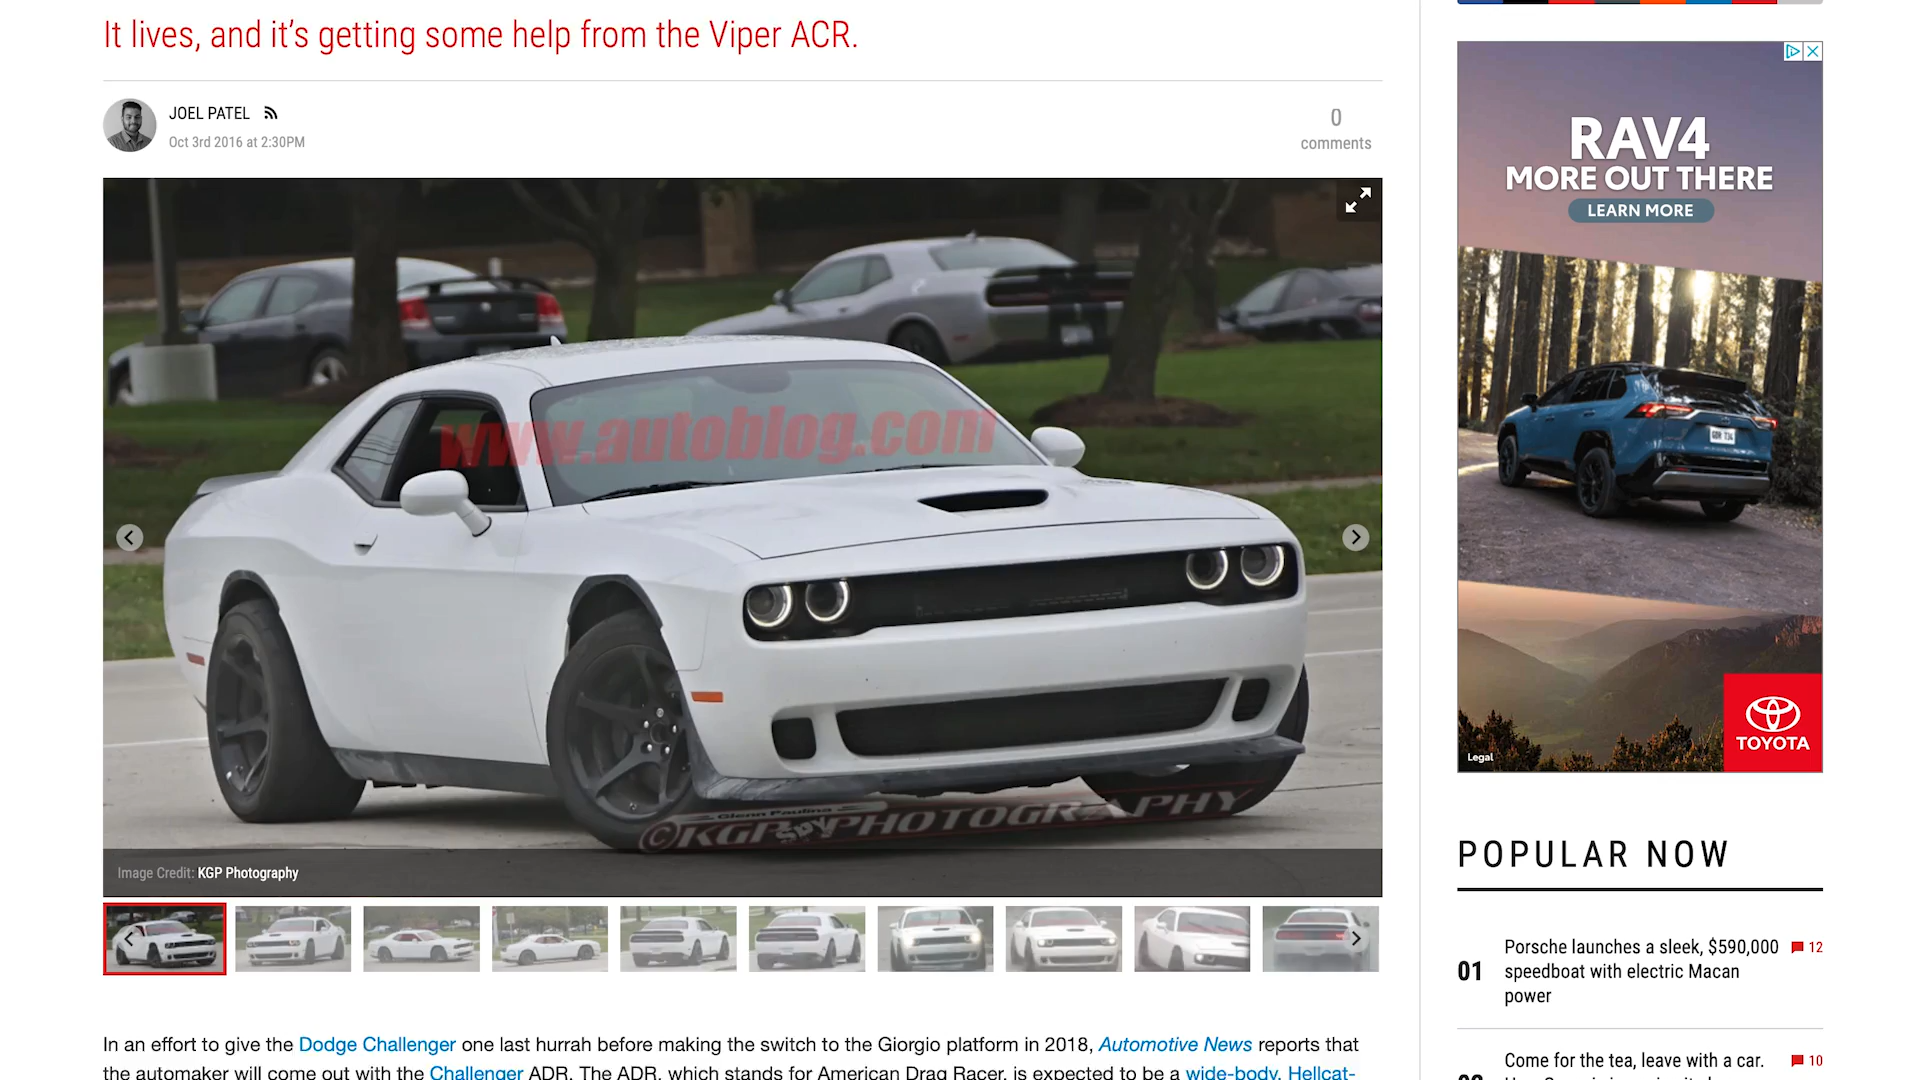 It lives, and it's getting some help from the Viper ACR.
JOEL PATEL
Oct 3rd 2016 at 2:30PM
0
comments
www.autoblog.com
Glenn Paulina
©KGP SPY PHOTOGRAPHY
Image Credit: KGP Photography
In an effort to give the Dodge Challenger one last hurrah before making the switch to the Giorgio platform in 2018, Automotive News reports that
the automaker will come out with the Challenger ADR. The ADR, which stands for American Drag Racer, is expected to be a wide-body, Hellcat-
RAV4
MORE OUT THERE
LEARN MORE
Legal
TOYOTA
POPULAR NOW
01
Porsche launches a sleek, $590,000
speedboat with electric Macan
power
12
Come for the tea, leave with a car.
10